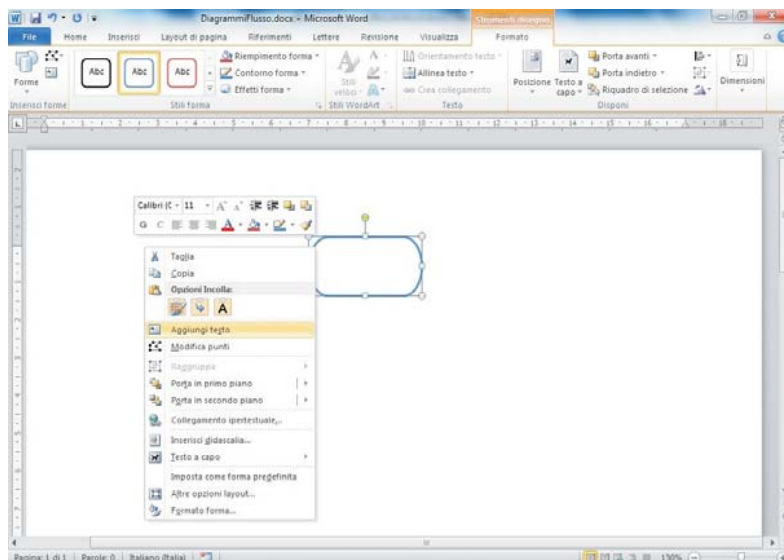 DiagrammiFlusso.docx - Microsoft Word
Strumenti disegno
File Home Inserisci Layout di pagina Riferimenti Lettere Revisione Visualizza Formato
Forme
Abc Abc Abc
Riempimento forma
Contorno forma
Effetti forma
Stili veloci
Orientamento testo
Allinea testo
Crea collegamento
Posizione Testo a capo
Porta avanti
Porta indietro
Riquadro di selezione
Dimensioni
Inserisci forme Stili forma Stili WordArt Testo Disponi
Calibri (C 11
G C
Taglia
Copia
Opzioni Incolla:
Aggiungi testo
Modifica punti
Raggruppa
Porta in primo piano
Porta in secondo piano
Collegamento ipertestuale...
Inserisci didascalia...
Testo a capo
Imposta come forma predefinita
Altre opzioni layout...
Formato forma...
Pagina: 1 di 1 Parole: 0 Italiano (Italia) 130%